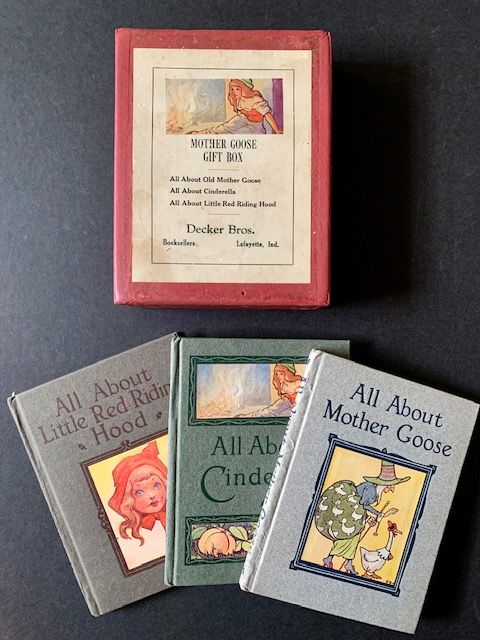 MOTHER GOOSE
GIFT BOX
All About Old Mother Goose
All About Cinderella
All About Little Red Riding Hood
Decker Bros.
Booksellers Lafayette, Ind.
All About
Little Red Riding
Hood
All Abo
Cinde
All About
Mother Goose